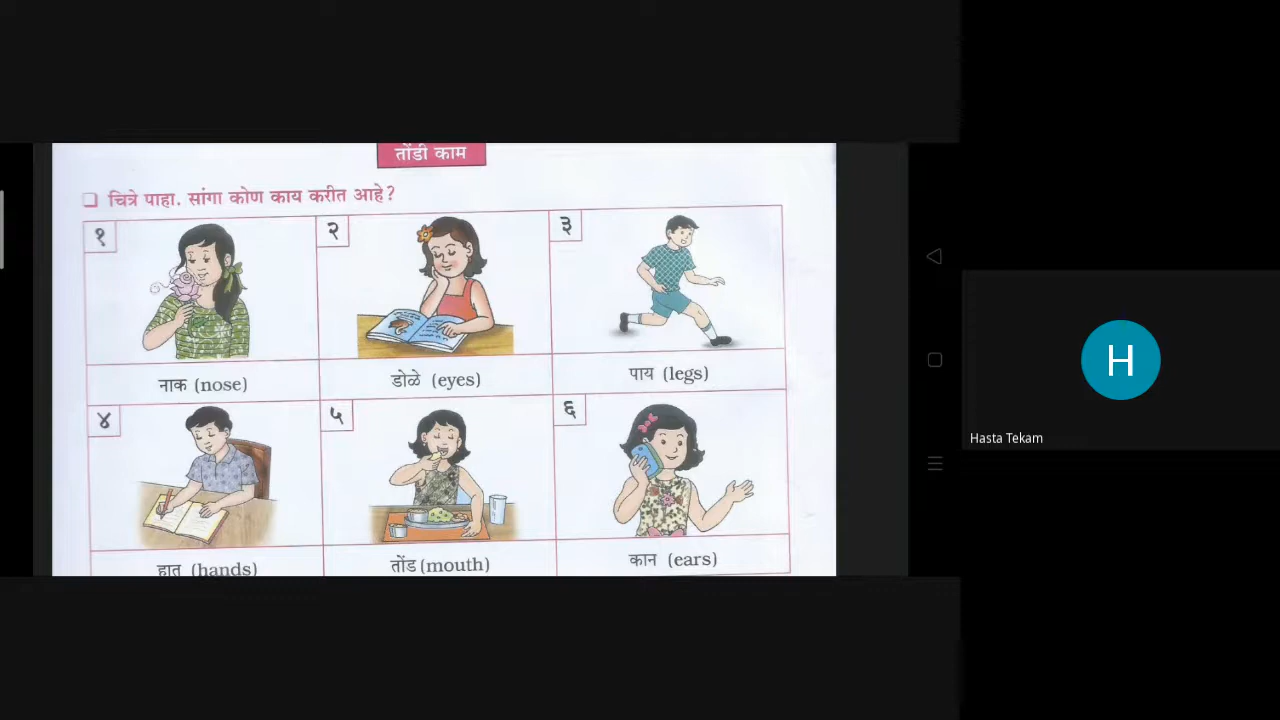 तोंडी काम
❑ चित्रे पाहा. सांगा कोण काय करीत आहे?
१
२
३
नाक (nose)
डोळे (eyes)
पाय (legs)
४
५
६
हात (hands)
तोंड (mouth)
कान (ears)
H
Hasta Tekam